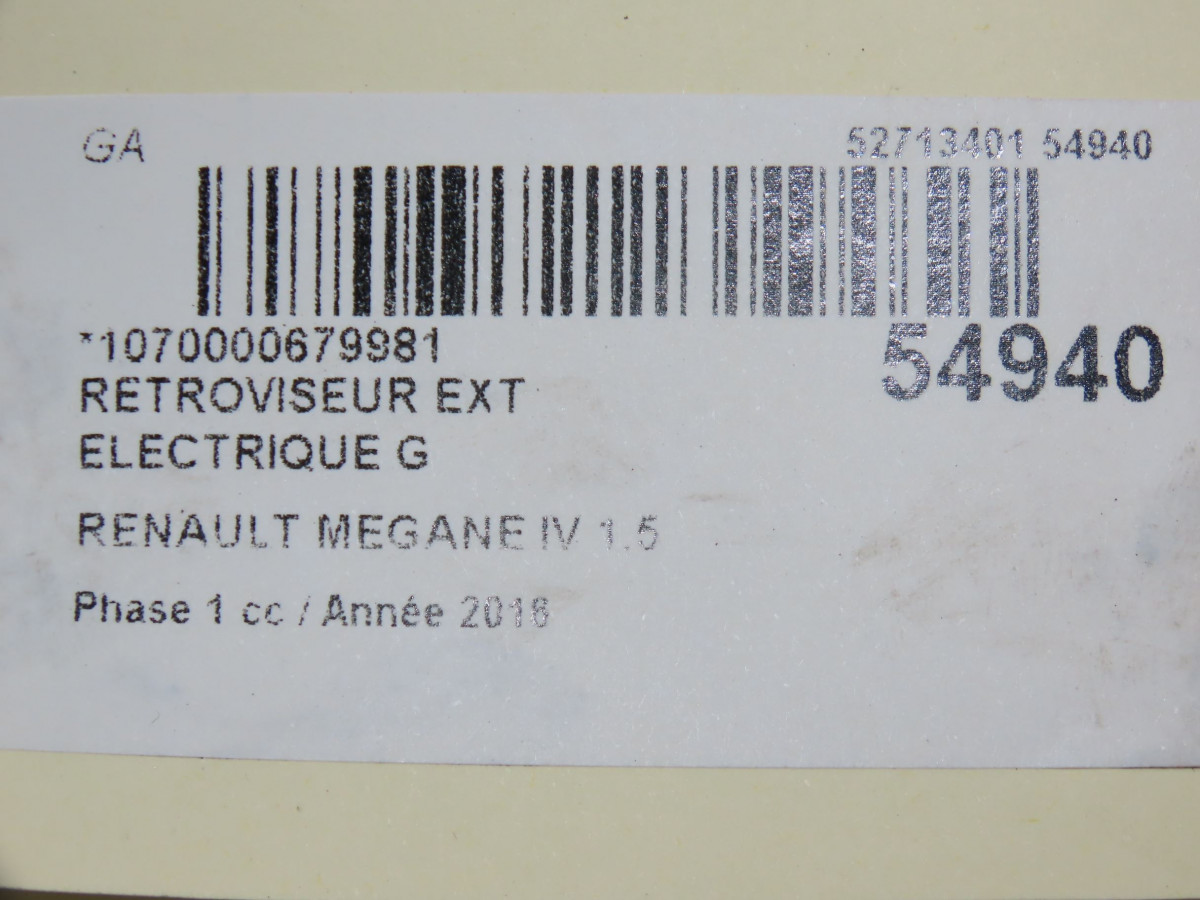 GA 52713401 54940
*1070000679981
54940
RETROVISEUR EXT
ELECTRIQUE G
RENAULT MEGANE IV 1.5
Phase 1 cc / Année 2016